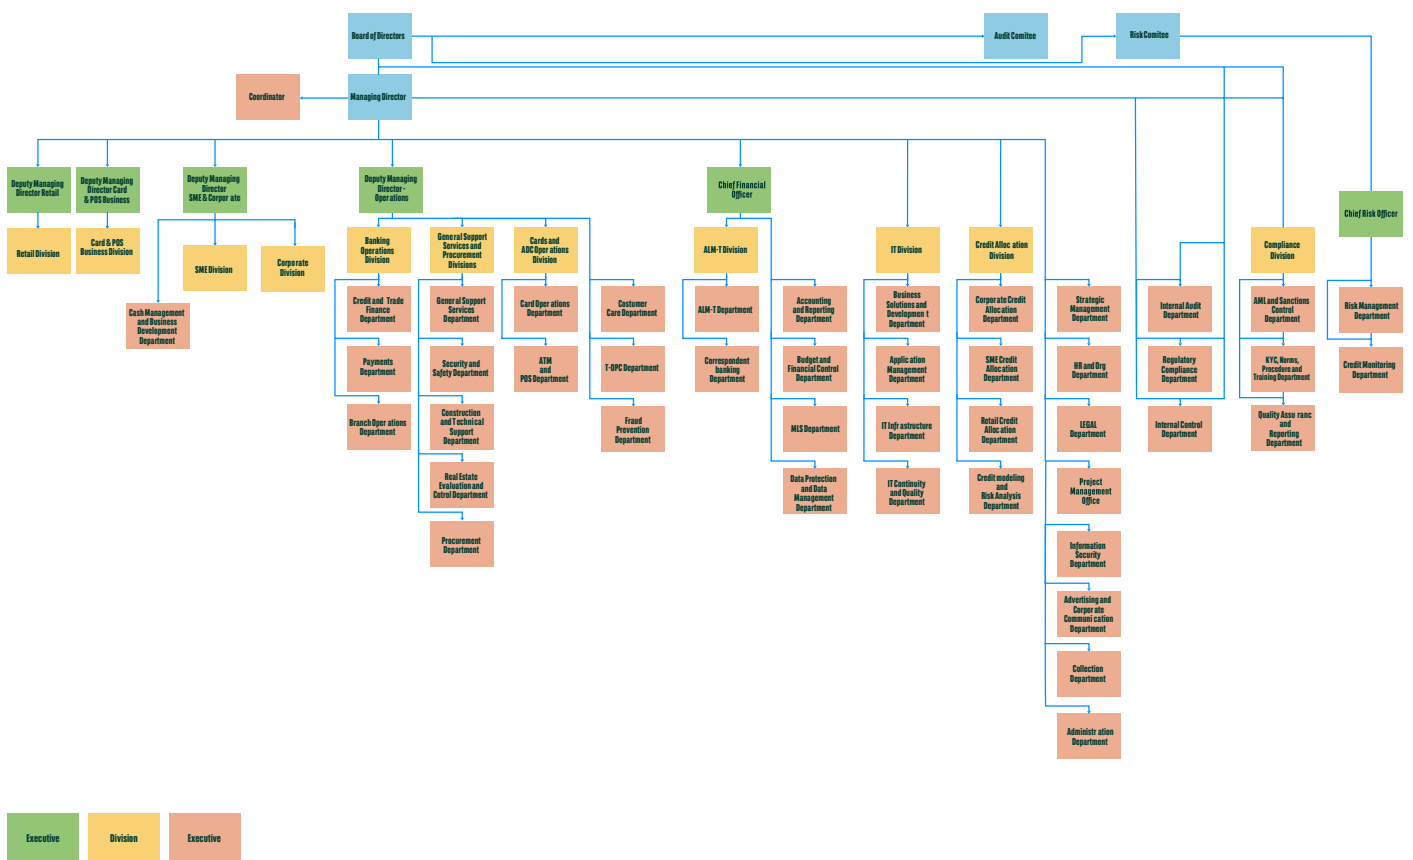 Board of Directors
Audit Comitee
Risk Comitee
Coordinator
Managing Director
Deputy Managing
Director Retail
Deputy Managing
Director Card
& POS Business
Deputy Managing
Director
SME & Corpor ate
Deputy Managing
Director -
Operations
Chief Financial
Officer
Chief Risk Officer
Retail Division
Card & POS
Business Division
SME Division
Corporate
Division
Banking
Operations
Division
General Support
Services and
Procurement
Divisions
Cards and
ADC Oper ations
Division
ALM-T Division
IT Division
Credit Alloc ation
Division
Compliance
Division
Cash Management
and Business
Development
Department
Credit and Trade
Finance
Department
General Support
Services
Department
Card Oper ations
Department
Costumer
Care Department
ALM-T Department
Accounting
and Reporting
Department
Business
Solutions and
Developmen t
Department
Corporate Credit
Allocation
Department
Strategic
Management
Department
Internal Audit
Department
AML and Sanctions
Control
Department
Risk Management
Department
Payments
Department
Security and
Safety Department
ATM
and
POS Department
T-OPC Department
Correspondent
banking
Department
Budget and
Financial Control
Department
Application
Management
Department
SME Credit
Allocation
Department
HR and Org
Department
Regulatory
Compliance
Department
KYC, Norms,
Procedure and
Training Department
Credit Monitoring
Department
Branch Oper ations
Department
Construction
and Technical
Support
Department
Fraud
Prevention
Department
MLS Department
IT Infr astructure
Department
Retail Credit
Alloc ation
Department
LEGAL
Department
Internal Control
Department
Quality Assu ranc
and
Reporting
Department
Real Estate
Evaluation and
Cotrol Department
Data Protection
and Data
Management
Department
IT Continuity
and Quality
Department
Credit modeling
and
Risk Analysis
Department
Project
Management
Office
Procurement
Department
Information
Security
Department
Advertising and
Corpor ate
Communi cation
Department
Collection
Department
Administr ation
Department
Executive
Division
Executive